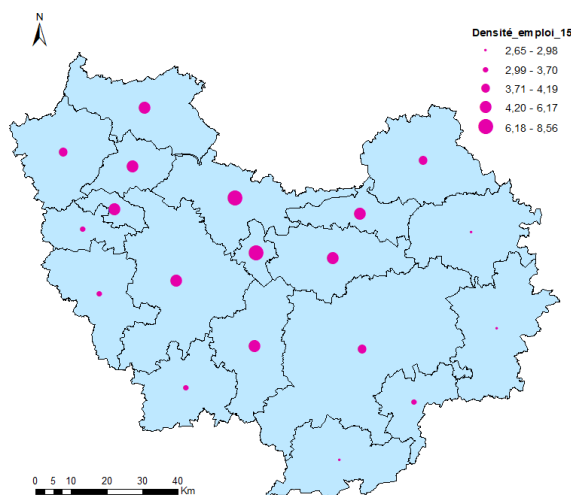 N
Densité_emploi_15
2,65 - 2,98
2,99 - 3,70
3,71 - 4,19
4,20 - 6,17
6,18 - 8,56
0 5 10 20 30 40
Km